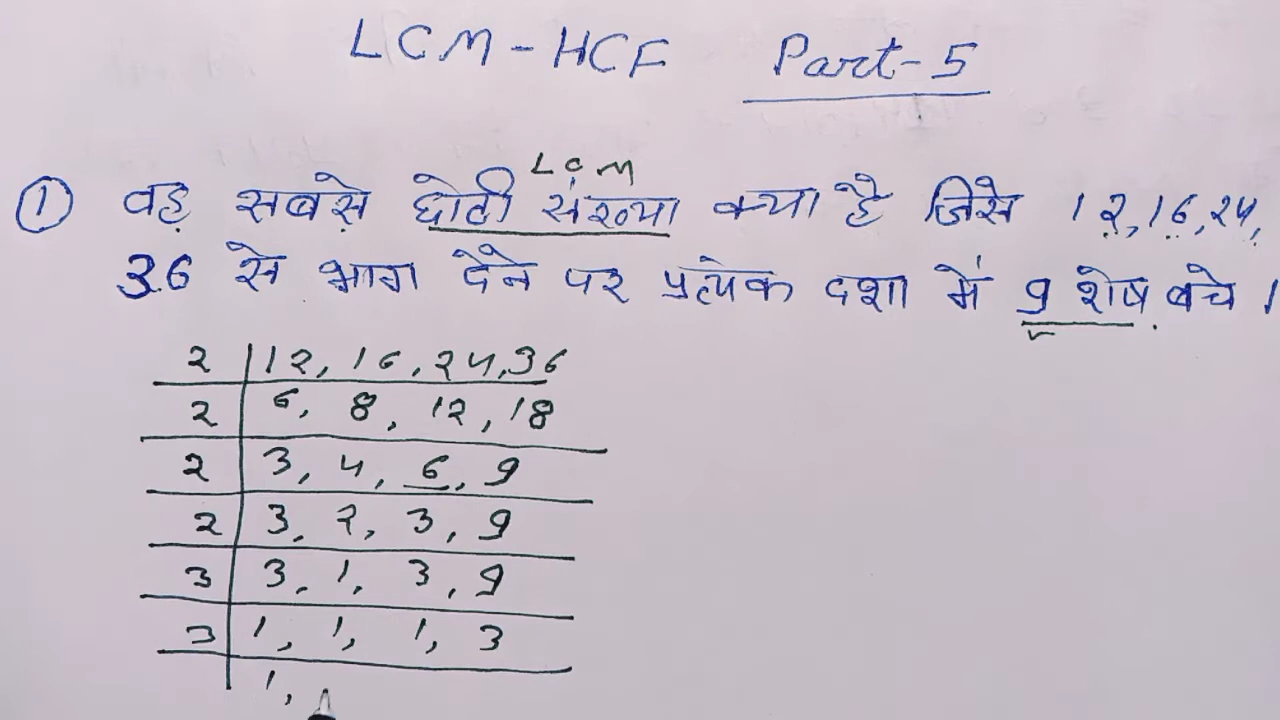 LCM-HCF Part-5
LCM
① वह सबसे छोटी संख्या क्या है जिसे 12, 16, 24,
36 से भाग देने पर प्रत्येक दशा में 9 शेष बचे ।
2 | 12, 16, 24, 36
2 | 6, 8, 12, 18
2 | 3, 4, 6, 9
2 | 3, 2, 3, 9
3 | 3, 1, 3, 9
3 | 1, 1, 1, 3
1,